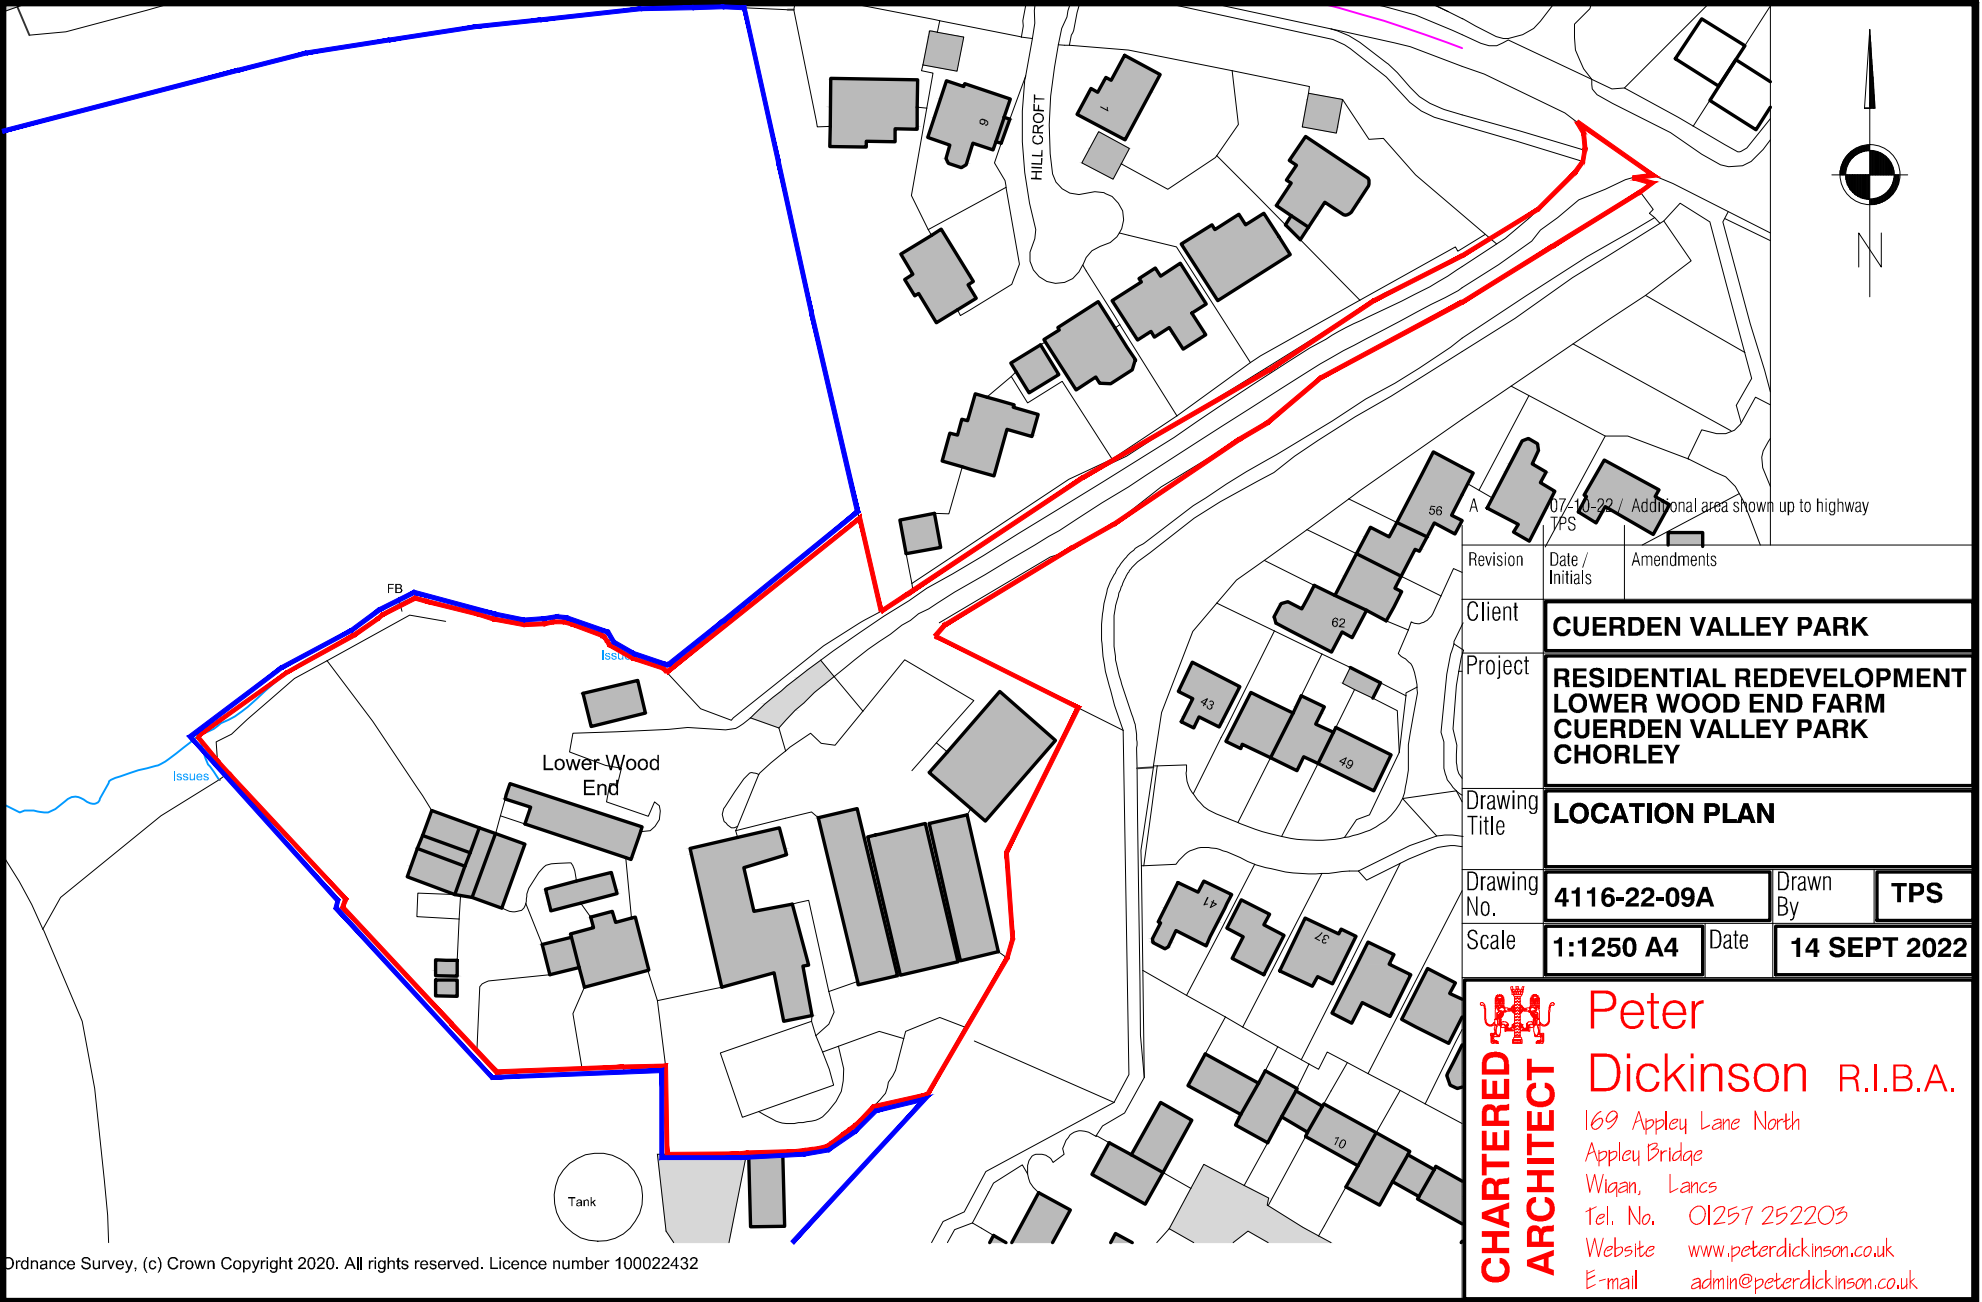 HILL CROFT
9
1
N
FB
Issues
Issues
Lower Wood
End
Tank
56
62
43
49
41
37
10
A
07-10-22 / Additional area shown up to highway
TPS
Revision
Date /
Initials
Amendments
Client
CUERDEN VALLEY PARK
Project
RESIDENTIAL REDEVELOPMENT
LOWER WOOD END FARM
CUERDEN VALLEY PARK
CHORLEY
Drawing
Title
LOCATION PLAN
Drawing
No.
4116-22-09A
Drawn
By
TPS
Scale
1:1250 A4
Date
14 SEPT 2022
CHARTERED
ARCHITECT
Peter
Dickinson R.I.B.A.
169 Appley Lane North
Appley Bridge
Wigan, Lancs
Tel. No. 01257 252203
Website www.peterdickinson.co.uk
E-mail admin@peterdickinson.co.uk
Ordnance Survey, (c) Crown Copyright 2020. All rights reserved. Licence number 100022432